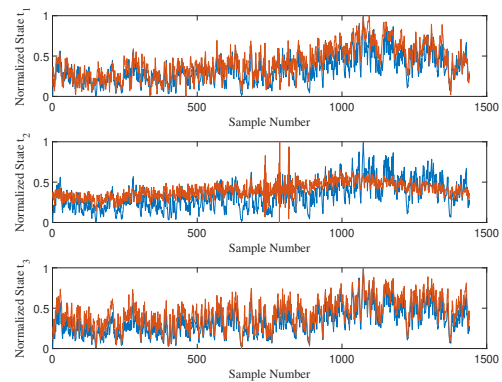 1
0.5
0
Normalized State t₁
0 500 1000 1500
Sample Number
1
0.5
0
Normalized State t₂
0 500 1000 1500
Sample Number
1
0.5
0
Normalized State t₃
0 500 1000 1500
Sample Number